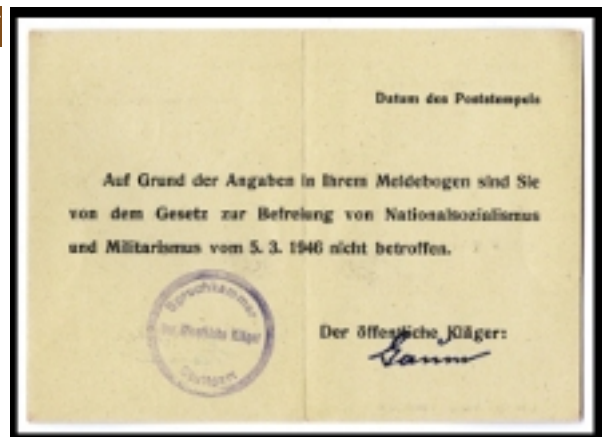 Datum des Poststempels
Auf Grund der Angaben in Ihrem Meldebogen sind Sie
von dem Gesetz zur Befreiung von Nationalsozialismus
und Militarismus vom 5. 3. 1946 nicht betroffen.
Spruchkammer
Der öffentliche Kläger
Stuttgart
Der öffentliche Kläger: